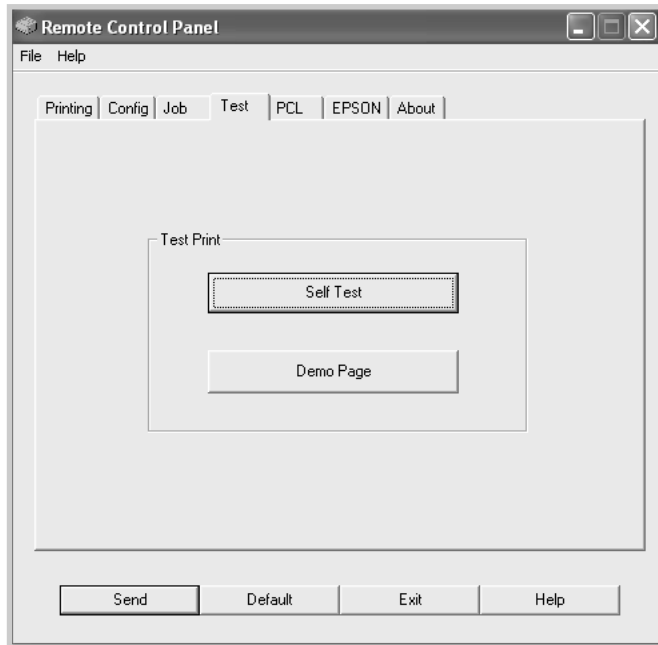 Remote Control Panel
File Help
Printing Config Job Test PCL EPSON About
Test Print
Self Test
Demo Page
Send Default Exit Help